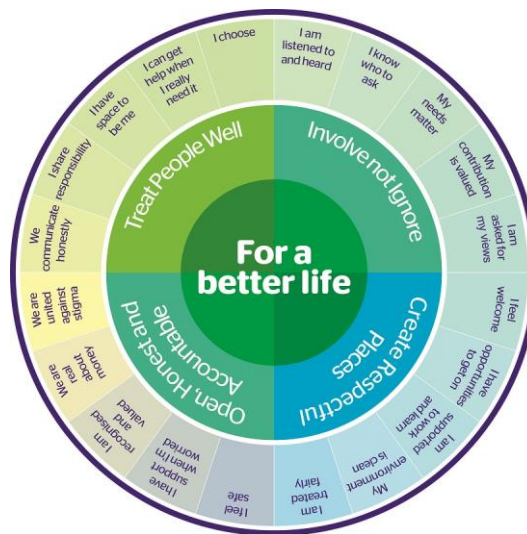 For a
better life
Treat People Well
Involve not Ignore
Create Respectful
Places
Open, Honest and
Accountable
I am
listened to
and heard
I know
who to
ask
My
needs
matter
My
contribution
is valued
I am
asked for
my views
I feel
welcome
I have
opportunities
to get on
I am
supported
to work
and learn
My
environment
is clean
I am
treated
fairly
I feel
safe
I have
support
when I'm
worried
I am
recognised
and
valued
We are
real
about
money
We are
united
against
stigma
We
communicate
honestly
I share
responsibility
I have
space to
be me
I can get
help when
I really
need it
I choose